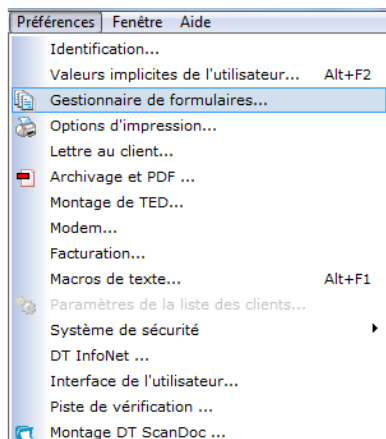 Préférences Fenêtre Aide
Identification...
Valeurs implicites de l'utilisateur... Alt+F2
Gestionnaire de formulaires...
Options d'impression...
Lettre au client...
Archivage et PDF ...
Montage de TED...
Modem...
Facturation...
Macros de texte... Alt+F1
Paramètres de la liste des clients...
Système de sécurité
DT InfoNet ...
Interface de l'utilisateur...
Piste de vérification ...
Montage DT ScanDoc ...